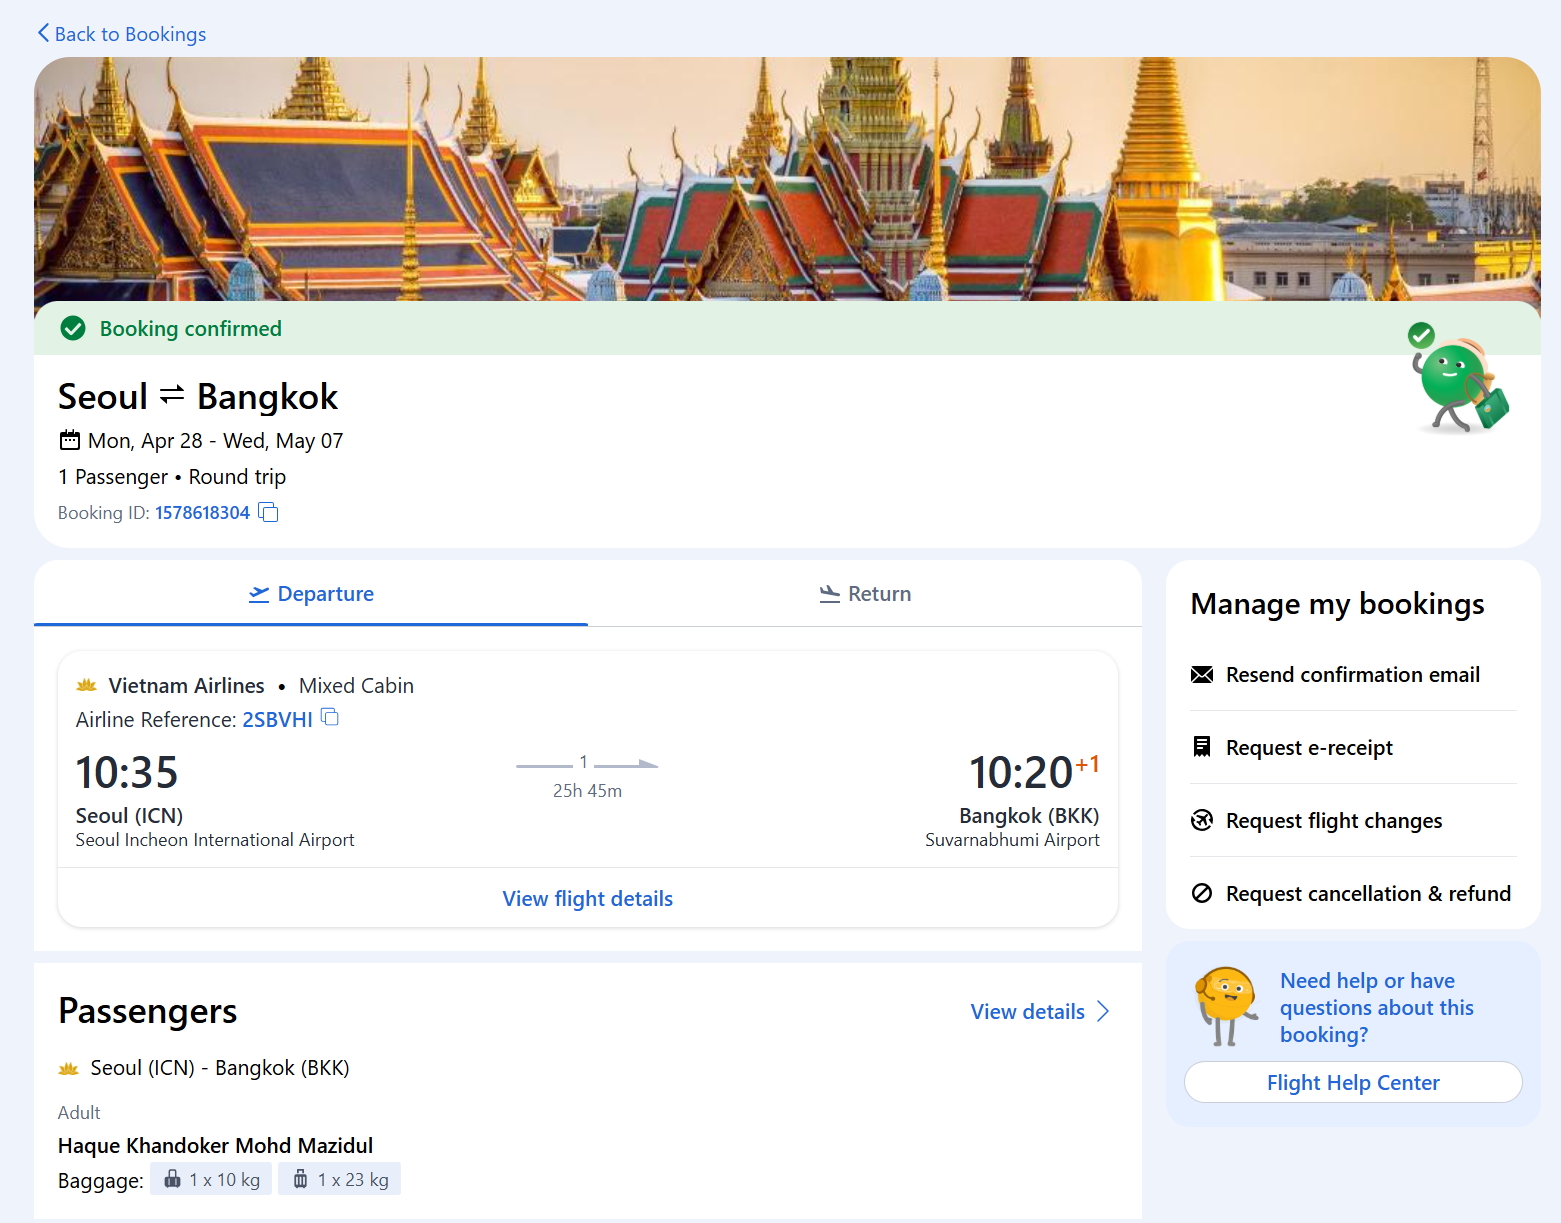 Back to Bookings
Booking confirmed
Seoul ⇌ Bangkok
Mon, Apr 28 - Wed, May 07
1 Passenger • Round trip
Booking ID: 1578618304
Departure
Return
Vietnam Airlines • Mixed Cabin
Airline Reference: 2SBVHI
10:35
1
10:20+1
25h 45m
Seoul (ICN)
Bangkok (BKK)
Seoul Incheon International Airport
Suvarnabhumi Airport
View flight details
Manage my bookings
Resend confirmation email
Request e-receipt
Request flight changes
Request cancellation & refund
Need help or have
questions about this
booking?
Flight Help Center
Passengers
View details
Seoul (ICN) - Bangkok (BKK)
Adult
Haque Khandoker Mohd Mazidul
Baggage: 1 x 10 kg 1 x 23 kg